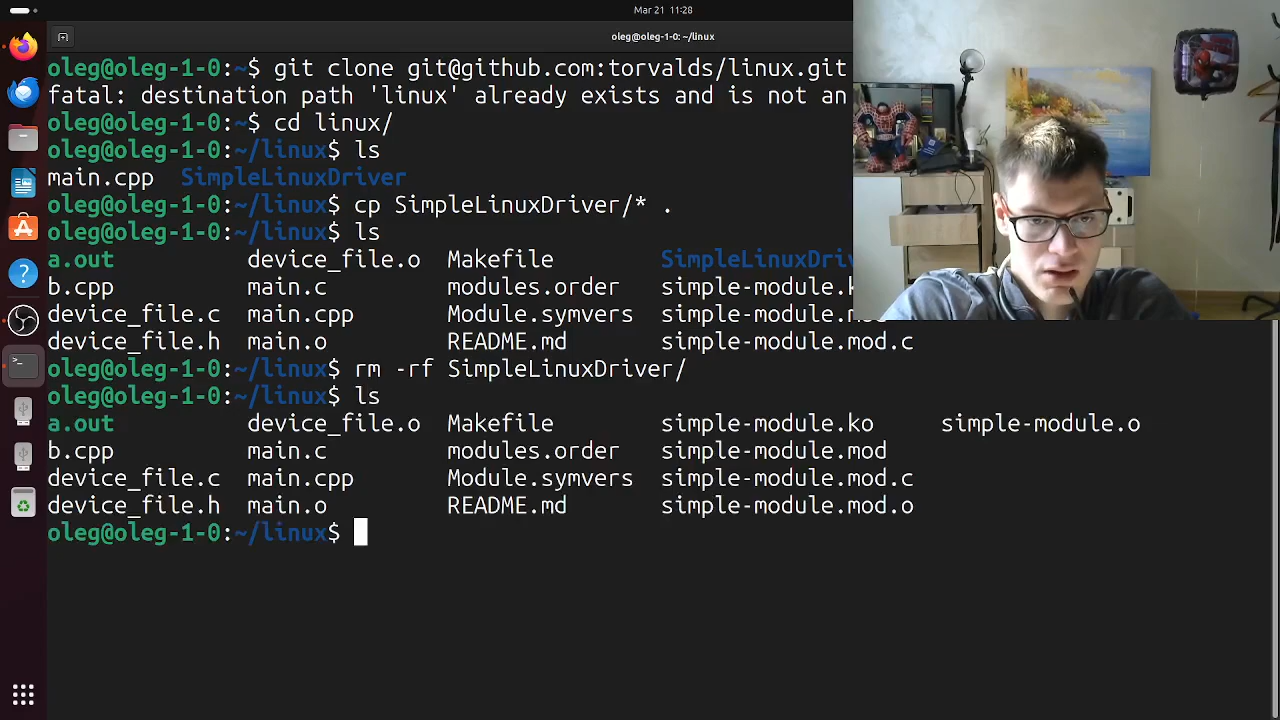 Mar 21 11:28
oleg@oleg-1-0: ~/linux
oleg@oleg-1-0:~$ git clone git@github.com:torvalds/linux.git
fatal: destination path 'linux' already exists and is not an
oleg@oleg-1-0:~$ cd linux/
oleg@oleg-1-0:~/linux$ ls
main.cpp SimpleLinuxDriver
oleg@oleg-1-0:~/linux$ cp SimpleLinuxDriver/* .
oleg@oleg-1-0:~/linux$ ls
a.out device_file.o Makefile SimpleLinuxDriv
b.cpp main.c modules.order simple-module.k
device_file.c main.cpp Module.symvers simple-module.mod
device_file.h main.o README.md simple-module.mod.c
oleg@oleg-1-0:~/linux$ rm -rf SimpleLinuxDriver/
oleg@oleg-1-0:~/linux$ ls
a.out device_file.o Makefile simple-module.ko simple-module.o
b.cpp main.c modules.order simple-module.mod
device_file.c main.cpp Module.symvers simple-module.mod.c
device_file.h main.o README.md simple-module.mod.o
oleg@oleg-1-0:~/linux$